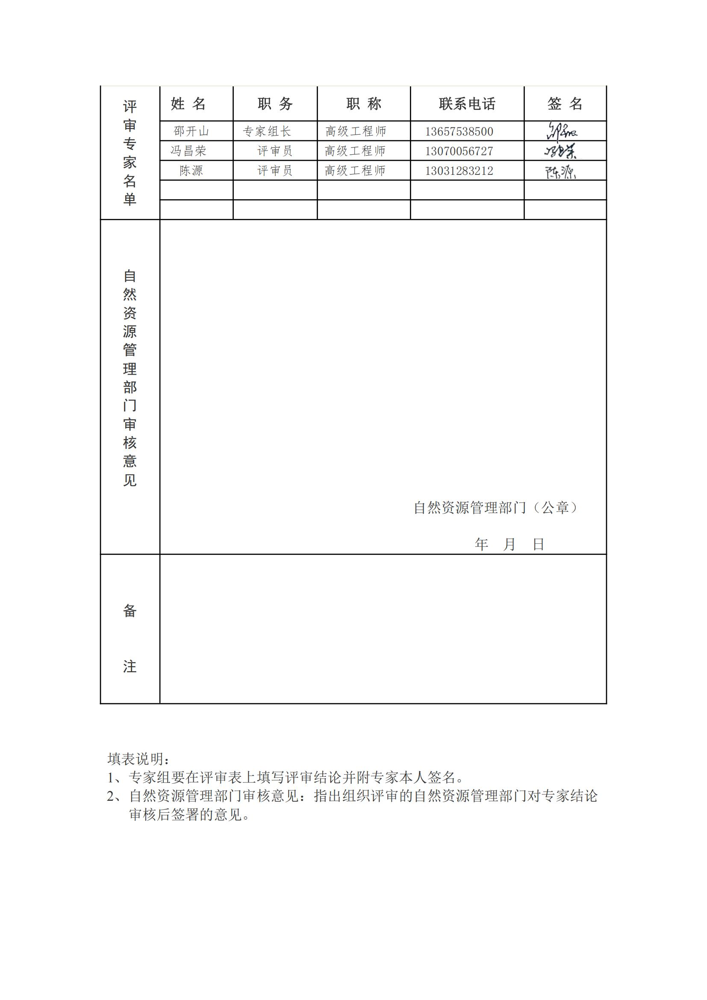 评审专家名单
姓 名 职 务 职 称 联系电话 签 名
邵开山 专家组长 高级工程师 13657538500
冯昌荣 评审员 高级工程师 13070056727 冯昌荣
陈源 评审员 高级工程师 13031283212 陈源
自然资源管理部门审核意见
自然资源管理部门（公章）
年 月 日
备注
填表说明：
1、专家组要在评审表上填写评审结论并附专家本人签名。
2、自然资源管理部门审核意见：指出组织评审的自然资源管理部门对专家结论
审核后签署的意见。